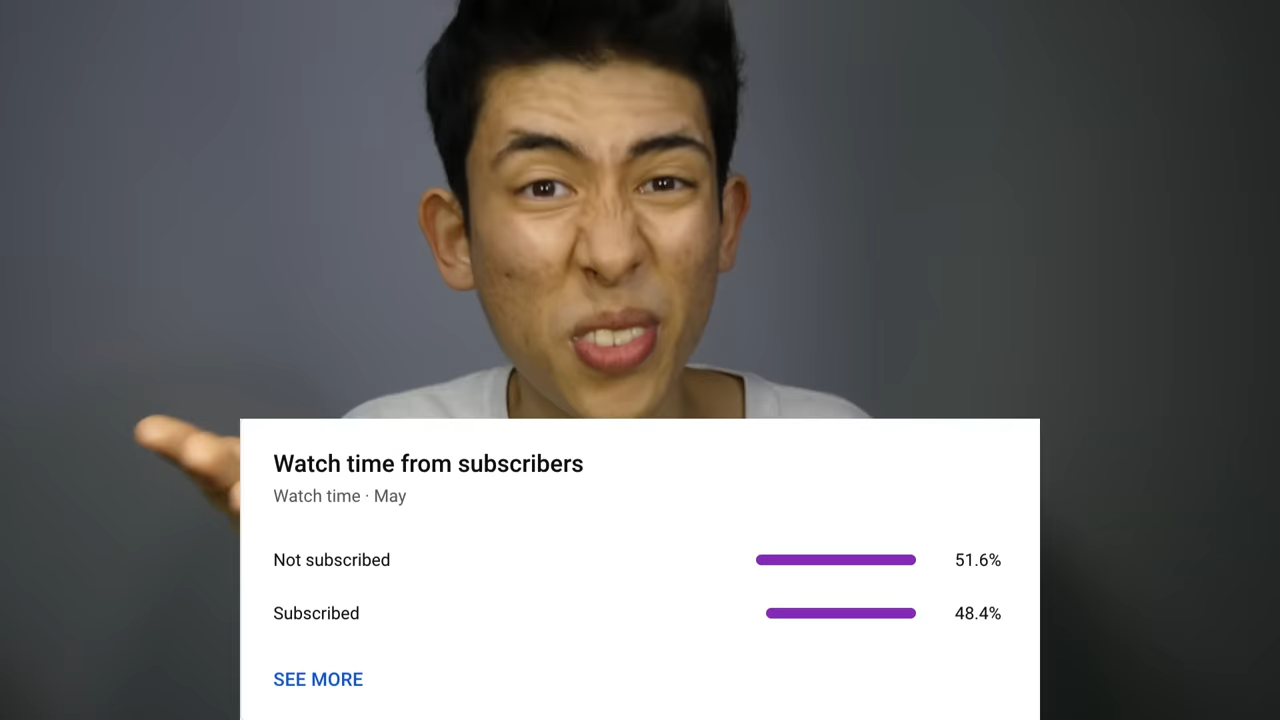 Watch time from subscribers
Watch time · May
Not subscribed 51.6%
Subscribed 48.4%
SEE MORE